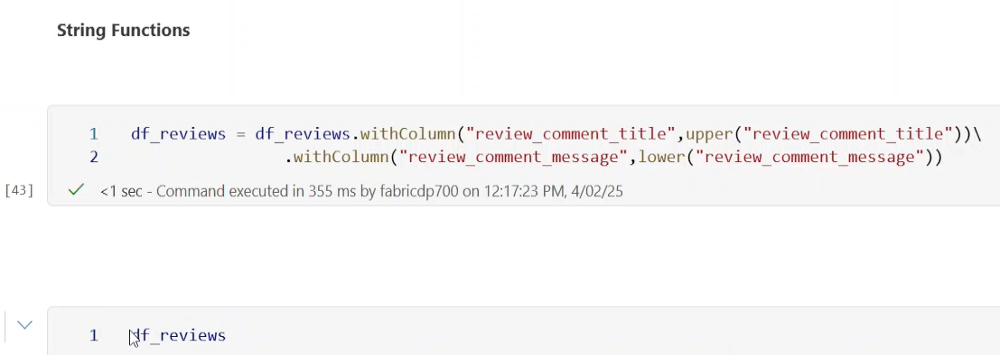 String Functions
1 df_reviews = df_reviews.withColumn("review_comment_title",upper("review_comment_title"))\
2 .withColumn("review_comment_message",lower("review_comment_message"))
[43] <1 sec - Command executed in 355 ms by fabricdp700 on 12:17:23 PM, 4/02/25
1 df_reviews